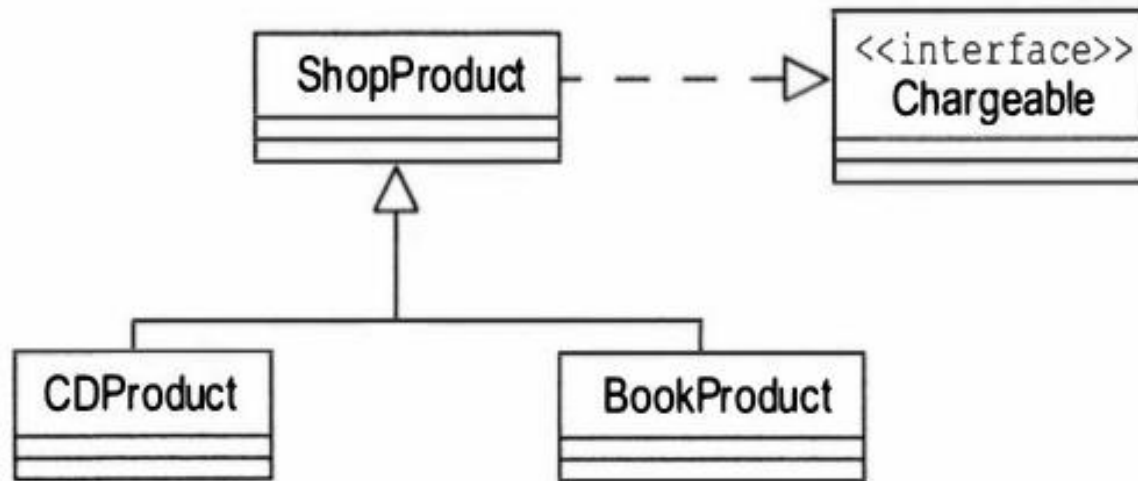 ShopProduct
<<interface>>
Chargeable
CDProduct
BookProduct